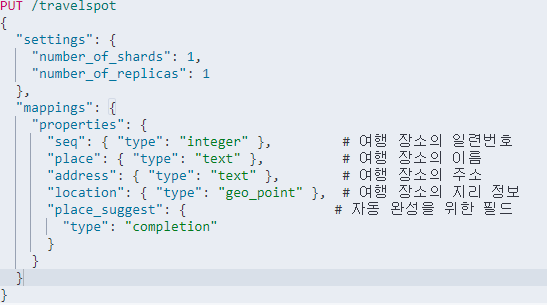 PUT /travelspot
{
  "settings": {
    "number_of_shards": 1,
    "number_of_replicas": 1
  },
  "mappings": {
    "properties": {
      "seq": { "type": "integer" },          # 여행 장소의 일련번호
      "place": { "type": "text" },           # 여행 장소의 이름
      "address": { "type": "text" },         # 여행 장소의 주소
      "location": { "type": "geo_point" },  # 여행 장소의 지리 정보
      "place_suggest": {                    # 자동 완성을 위한 필드
        "type": "completion"
      }
    }
  }
}